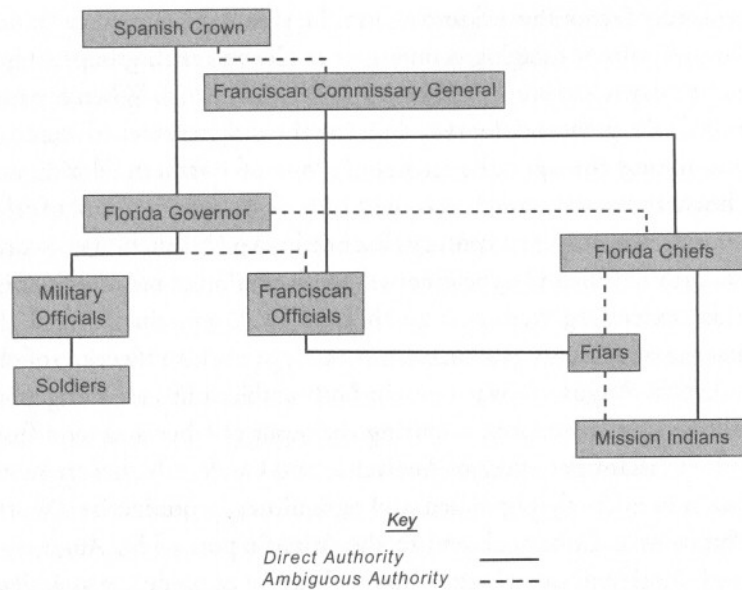 Spanish Crown
Franciscan Commissary General
Florida Governor
Florida Chiefs
Military
Officials
Franciscan
Officials
Friars
Soldiers
Mission Indians
Key
Direct Authority
Ambiguous Authority